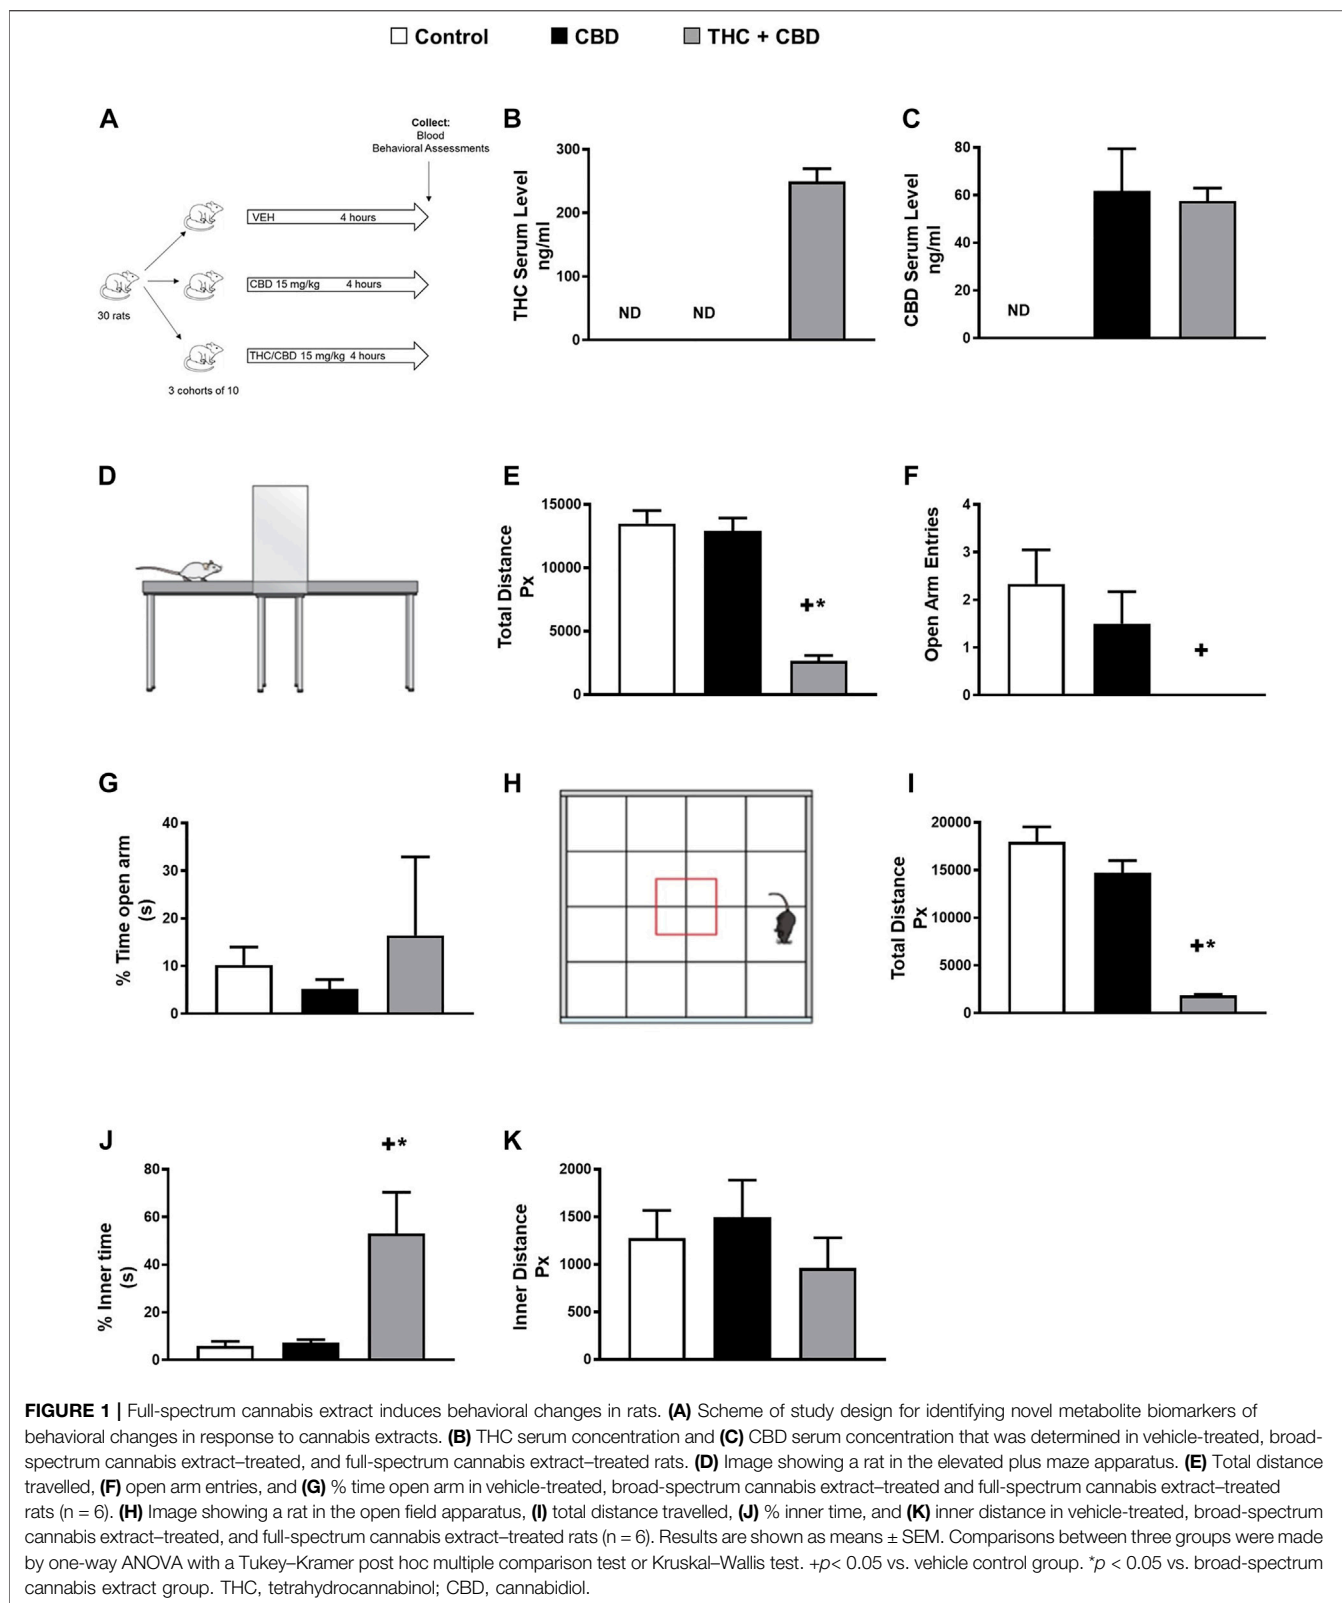 Control CBD THC + CBD
A
Collect:
Blood
Behavioral Assessments
VEH 4 hours
CBD 15 mg/kg 4 hours
THC/CBD 15 mg/kg 4 hours
30 rats
3 cohorts of 10
B
THC Serum Level
ng/ml
300
200
100
0
ND ND
C
CBD Serum Level
ng/ml
80
60
40
20
0
ND
D
E
Total Distance
Px
15000
10000
5000
0
+*
F
Open Arm Entries
4
3
2
1
0
+
G
% Time open arm
(s)
40
30
20
10
0
H
I
Total Distance
Px
20000
15000
10000
5000
0
+*
J
% Inner time
(s)
80
60
40
20
0
+*
K
Inner Distance
Px
2000
1500
1000
500
0
FIGURE 1 | Full-spectrum cannabis extract induces behavioral changes in rats. (A) Scheme of study design for identifying novel metabolite biomarkers of
behavioral changes in response to cannabis extracts. (B) THC serum concentration and (C) CBD serum concentration that was determined in vehicle-treated, broad-
spectrum cannabis extract–treated, and full-spectrum cannabis extract–treated rats. (D) Image showing a rat in the elevated plus maze apparatus. (E) Total distance
travelled, (F) open arm entries, and (G) % time open arm in vehicle-treated, broad-spectrum cannabis extract–treated and full-spectrum cannabis extract–treated
rats (n = 6). (H) Image showing a rat in the open field apparatus, (I) total distance travelled, (J) % inner time, and (K) inner distance in vehicle-treated, broad-spectrum
cannabis extract–treated, and full-spectrum cannabis extract–treated rats (n = 6). Results are shown as means ± SEM. Comparisons between three groups were made
by one-way ANOVA with a Tukey–Kramer post hoc multiple comparison test or Kruskal–Wallis test. +p< 0.05 vs. vehicle control group. *p < 0.05 vs. broad-spectrum
cannabis extract group. THC, tetrahydrocannabinol; CBD, cannabidiol.